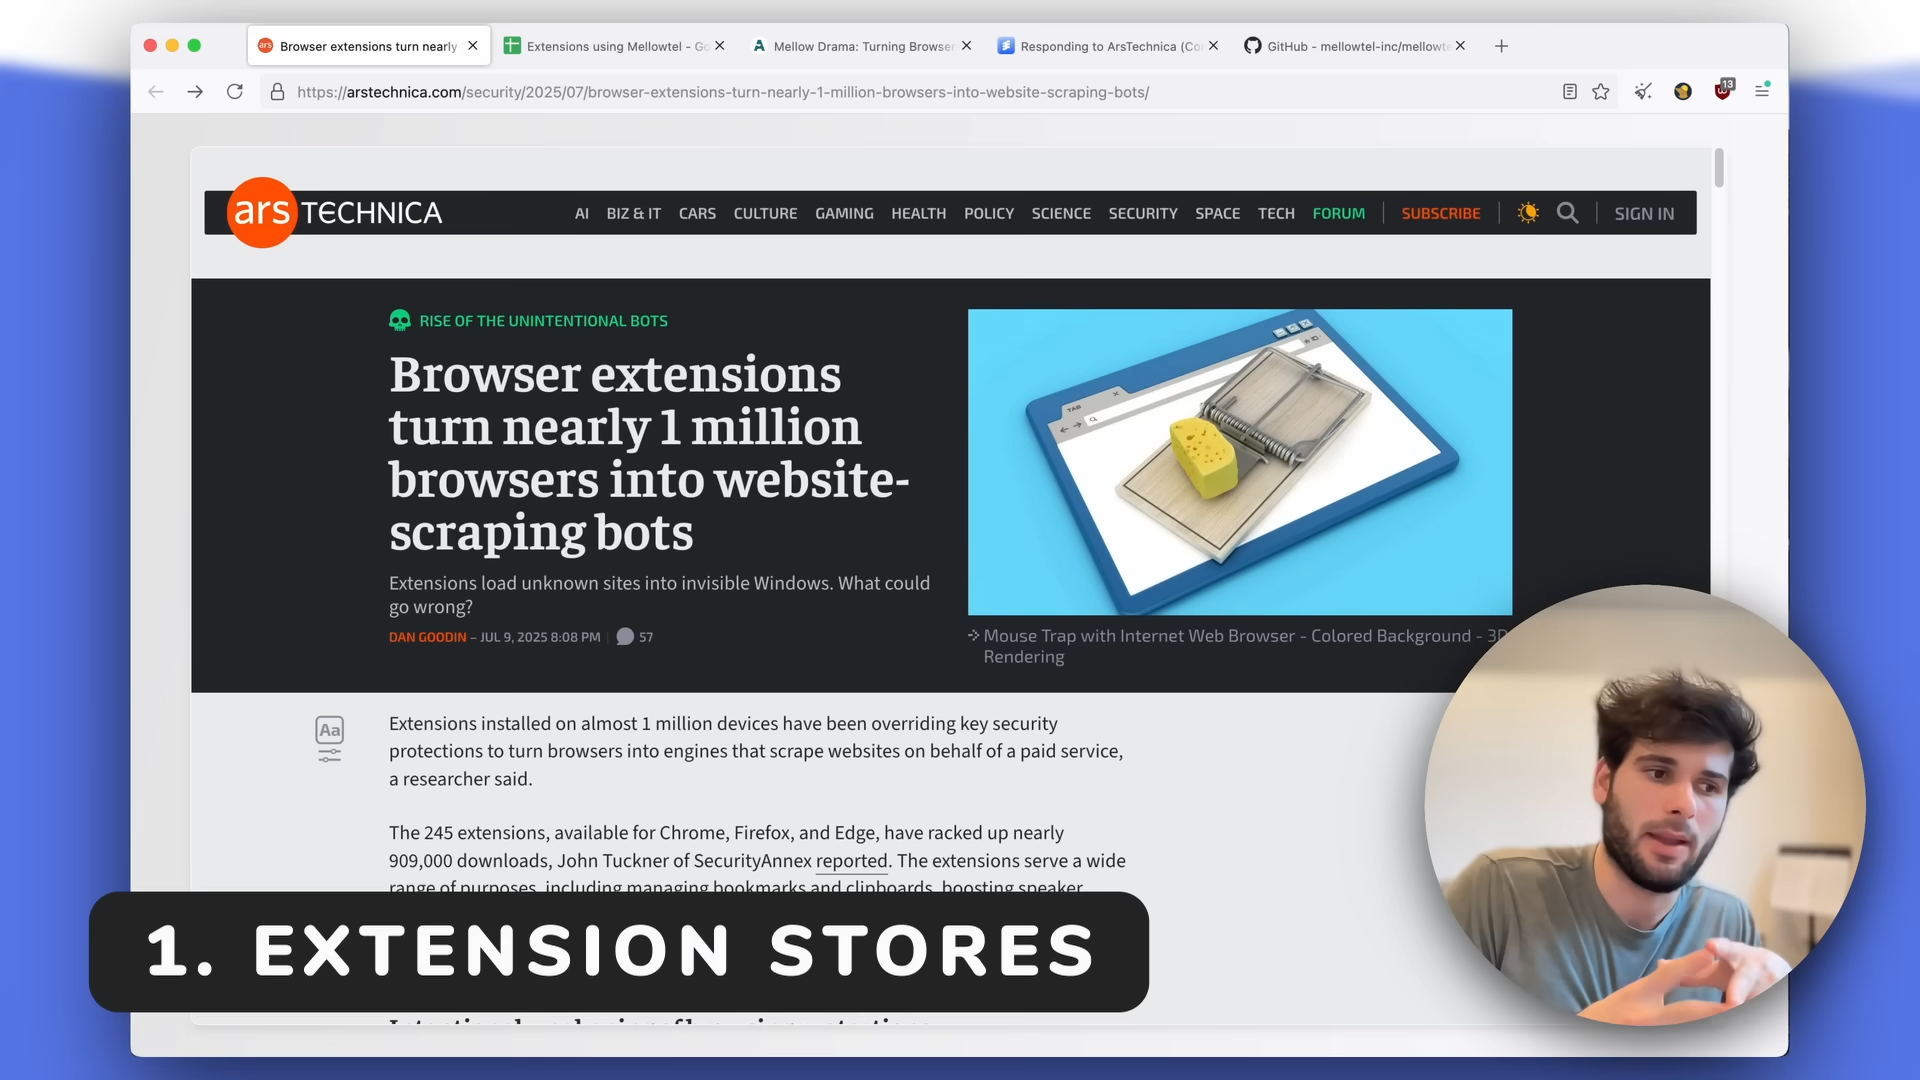 ars Browser extensions turn nearly
Extensions using Mellowtel - Go
Mellow Drama: Turning Browser
Responding to ArsTechnica (Co
GitHub - mellowtel-inc/mellowte
https://arstechnica.com/security/2025/07/browser-extensions-turn-nearly-1-million-browsers-into-website-scraping-bots/
13
ars TECHNICA
AI BIZ & IT CARS CULTURE GAMING HEALTH POLICY SCIENCE SECURITY SPACE TECH FORUM SUBSCRIBE SIGN IN
RISE OF THE UNINTENTIONAL BOTS
Browser extensions
turn nearly 1 million
browsers into website-
scraping bots
Extensions load unknown sites into invisible Windows. What could
go wrong?
DAN GOODIN – JUL 9, 2025 8:08 PM 57
TAB
Mouse Trap with Internet Web Browser - Colored Background - 3D
Rendering
Aa
Extensions installed on almost 1 million devices have been overriding key security
protections to turn browsers into engines that scrape websites on behalf of a paid service,
a researcher said.
The 245 extensions, available for Chrome, Firefox, and Edge, have racked up nearly
909,000 downloads, John Tuckner of SecurityAnnex reported. The extensions serve a wide
range of purposes, including managing bookmarks and clipboards, boosting speaker
1. EXTENSION STORES